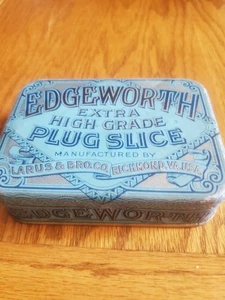 EDGEWORTH
EXTRA
HIGH GRADE
PLUG SLICE
MANUFACTURED BY
LARUS & BRO. CO. RICHMOND, VA. U.S.A.
EDGEWORTH